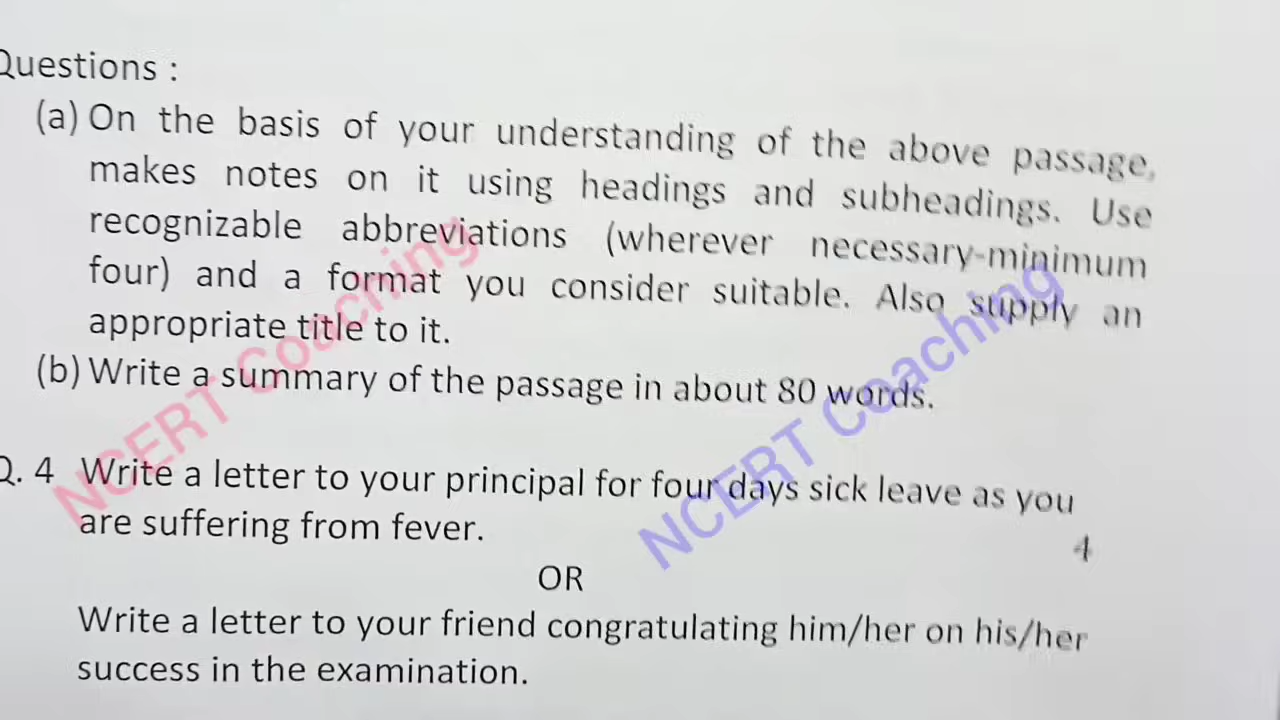 Questions :
(a) On the basis of your understanding of the above passage,
makes notes on it using headings and subheadings. Use
recognizable abbreviations (wherever necessary-minimum
four) and a format you consider suitable. Also supply an
appropriate title to it.
(b) Write a summary of the passage in about 80 words.
Q. 4 Write a letter to your principal for four days sick leave as you
are suffering from fever.
4
OR
Write a letter to your friend congratulating him/her on his/her
success in the examination.
NCERT Coaching
NCERT Coaching